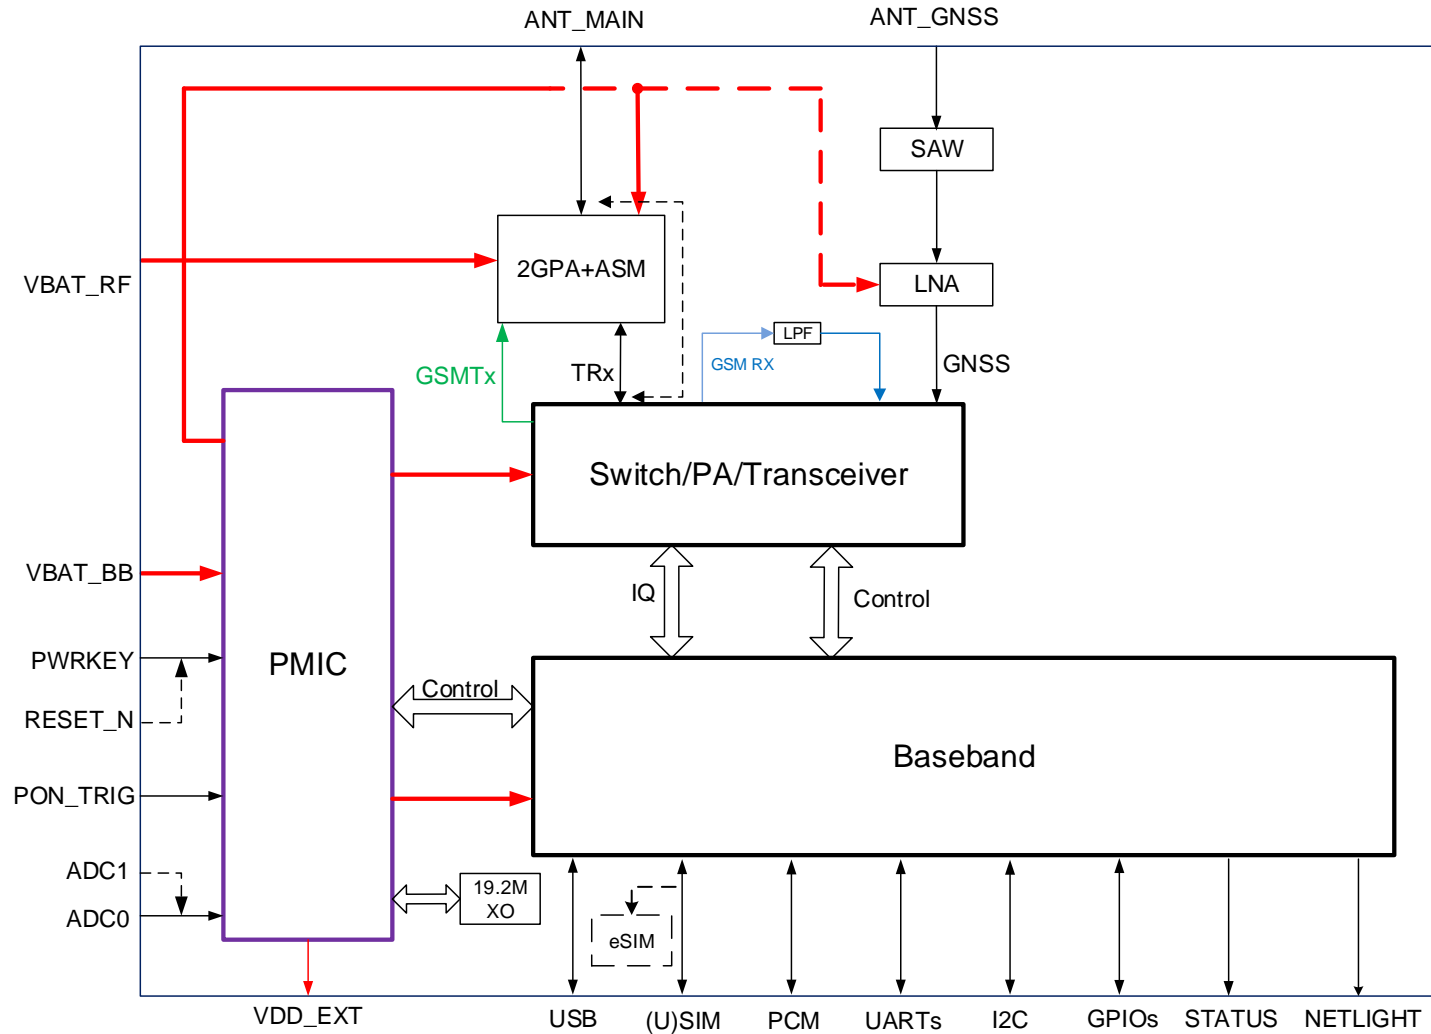 ANT_MAIN
ANT_GNSS
SAW
2GPA+ASM
LNA
VBAT_RF
LPF
GSMTx
TRx
GSM RX
GNSS
Switch/PA/Transceiver
VBAT_BB
IQ
Control
PWRKEY
PMIC
Control
RESET_N
Baseband
PON_TRIG
ADC1
19.2M
XO
ADC0
eSIM
VDD_EXT
USB
(U)SIM
PCM
UARTs
I2C
GPIOs
STATUS
NETLIGHT